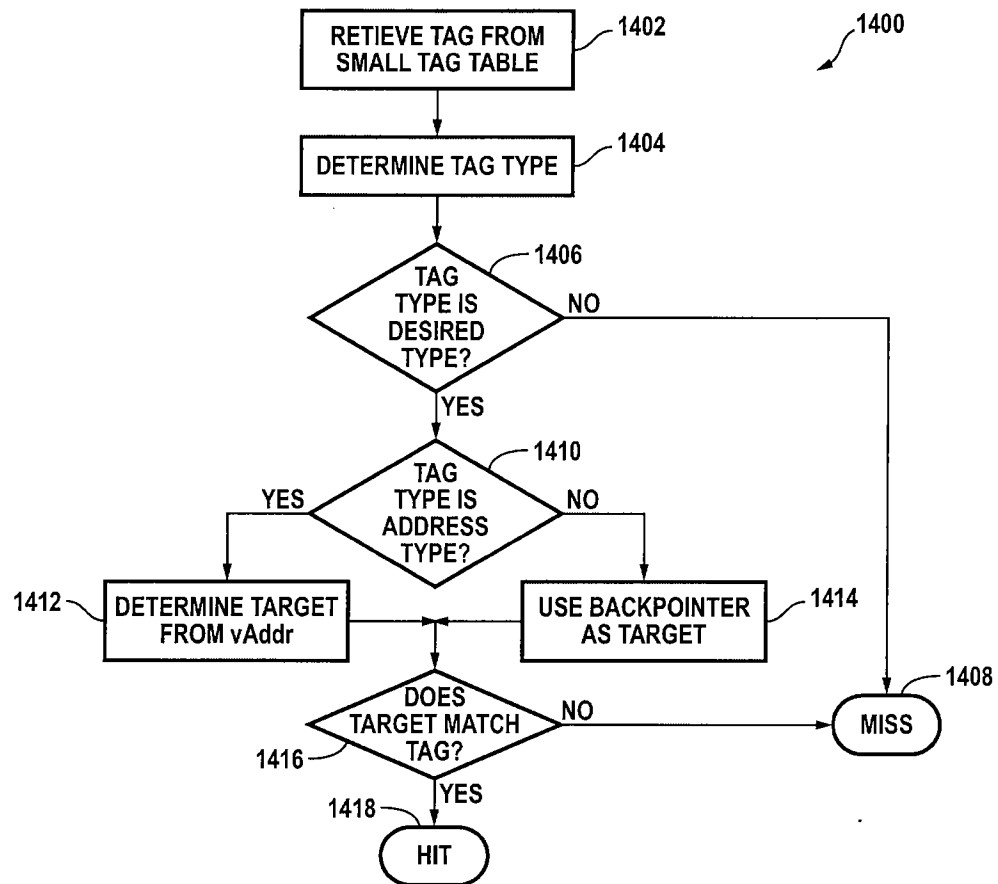 RETIEVE TAG FROM
SMALL TAG TABLE
1402
1400
DETERMINE TAG TYPE
1404
TAG
TYPE IS
DESIRED
TYPE?
1406
NO
YES
TAG
TYPE IS
ADDRESS
TYPE?
1410
YES
NO
1412
DETERMINE TARGET
FROM vAddr
USE BACKPOINTER
AS TARGET
1414
DOES
TARGET MATCH
TAG?
1416
NO
1408
MISS
YES
1418
HIT